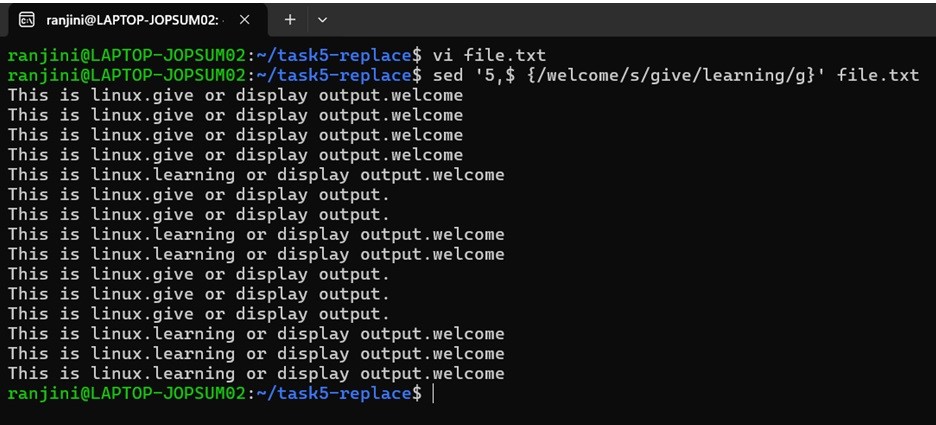 ranjini@LAPTOP-JOPSUM02: 
ranjini@LAPTOP-JOPSUM02:~/task5-replace$ vi file.txt
ranjini@LAPTOP-JOPSUM02:~/task5-replace$ sed '5,$ {/welcome/s/give/learning/g}' file.txt
This is linux.give or display output.welcome
This is linux.give or display output.welcome
This is linux.give or display output.welcome
This is linux.give or display output.welcome
This is linux.learning or display output.welcome
This is linux.give or display output.
This is linux.give or display output.
This is linux.learning or display output.welcome
This is linux.learning or display output.welcome
This is linux.give or display output.
This is linux.give or display output.
This is linux.give or display output.
This is linux.learning or display output.welcome
This is linux.learning or display output.welcome
This is linux.learning or display output.welcome
ranjini@LAPTOP-JOPSUM02:~/task5-replace$